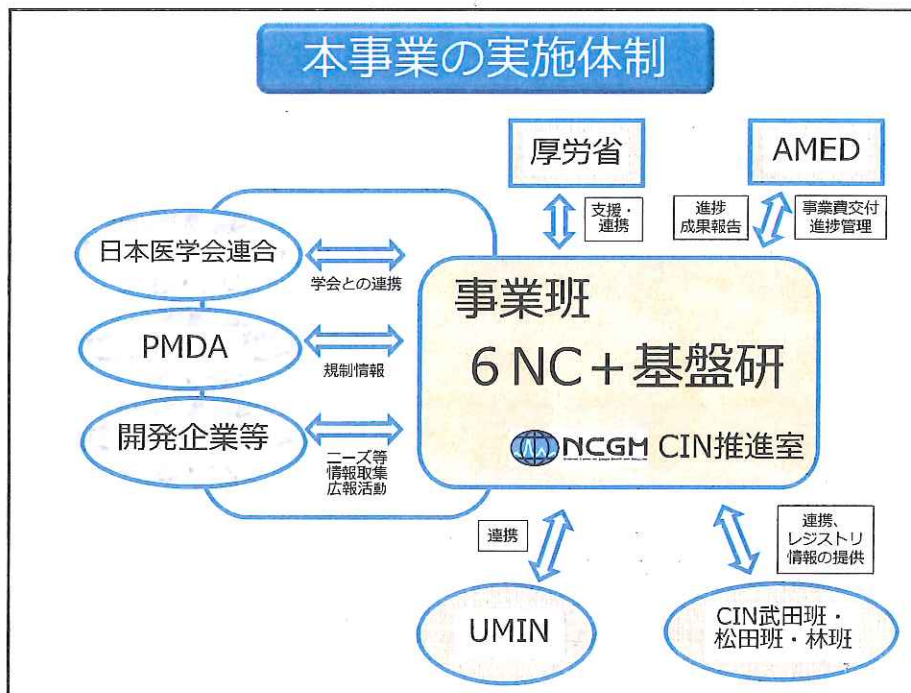 本事業の実施体制
厚労省
AMED
支援・
連携
進捗
成果報告
事業費交付
進捗管理
日本医学会連合
学会との連携
PMDA
規制情報
開発企業等
ニーズ等
情報取集
広報活動
事業班
6 NC+基盤研
NCGM CIN推進室
連携
連携、
レジストリ
情報の提供
UMIN
CIN武田班・
松田班・林班